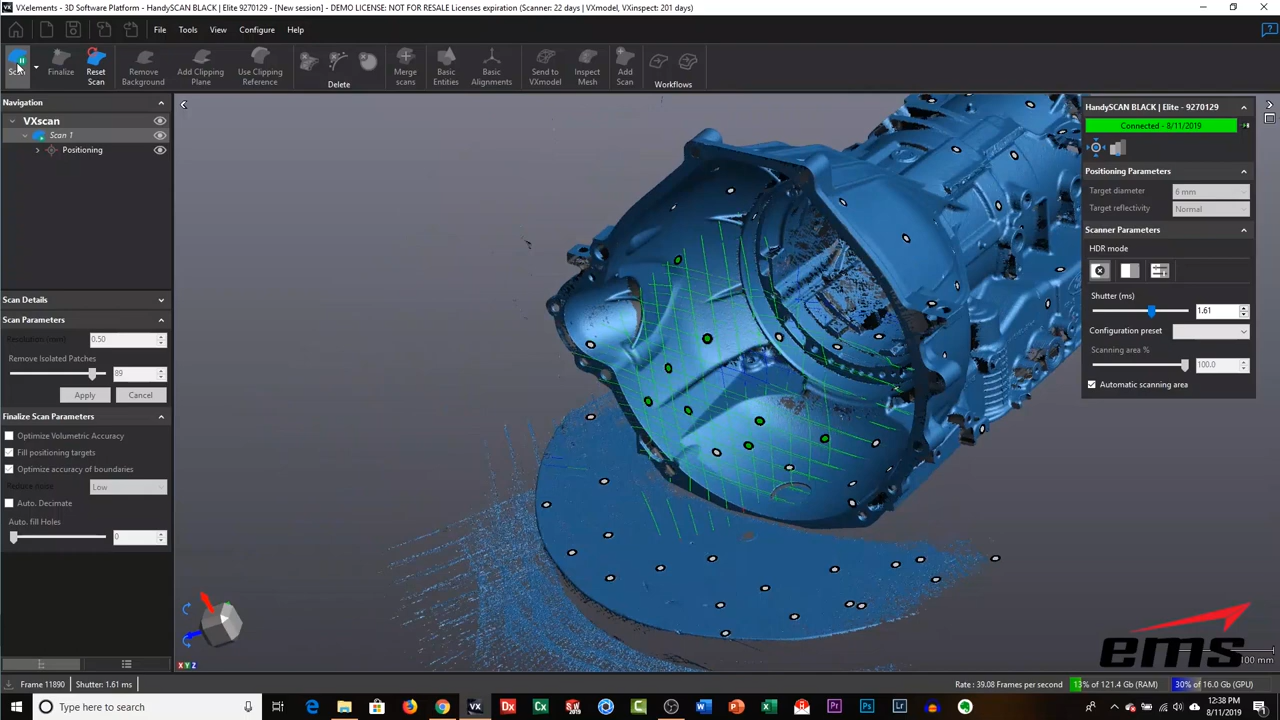 VXelements - 3D Software Platform - HandySCAN BLACK | Elite 9270129 - [New session] - DEMO LICENSE: NOT FOR RESALE Licenses expiration (Scanner: 22 days | VXmodel, VXinspect: 201 days)
File Tools View Configure Help
Scan Finalize Reset Scan Remove Background Add Clipping Plane Use Clipping Reference Delete Merge scans Basic Entities Basic Alignments Send to VXmodel Inspect Mesh Add Scan Workflows
Navigation
VXscan
Scan 1
Positioning
Scan Details
Scan Parameters
Resolution (mm) 0.50
Remove Isolated Patches
89
Apply Cancel
Finalize Scan Parameters
Optimize Volumetric Accuracy
Fill positioning targets
Optimize accuracy of boundaries
Low
Auto. Decimate
Auto. fill Holes
0
HandySCAN BLACK | Elite - 9270129
Connected - 8/11/2019
Positioning Parameters
Target diameter 6 mm
Target reflectivity Normal
Scanner Parameters
HDR mode
Shutter (ms)
1.61
Configuration preset
Scanning area %
100.0
Automatic scanning area
X Y Z
ems
100 mm
Frame 11890 Shutter: 1.61 ms Rate : 39.08 Frames per second 13% of 121.4 Gb (RAM) 30% of 16.0 Gb (GPU)
Type here to search
12:38 PM
8/11/2019